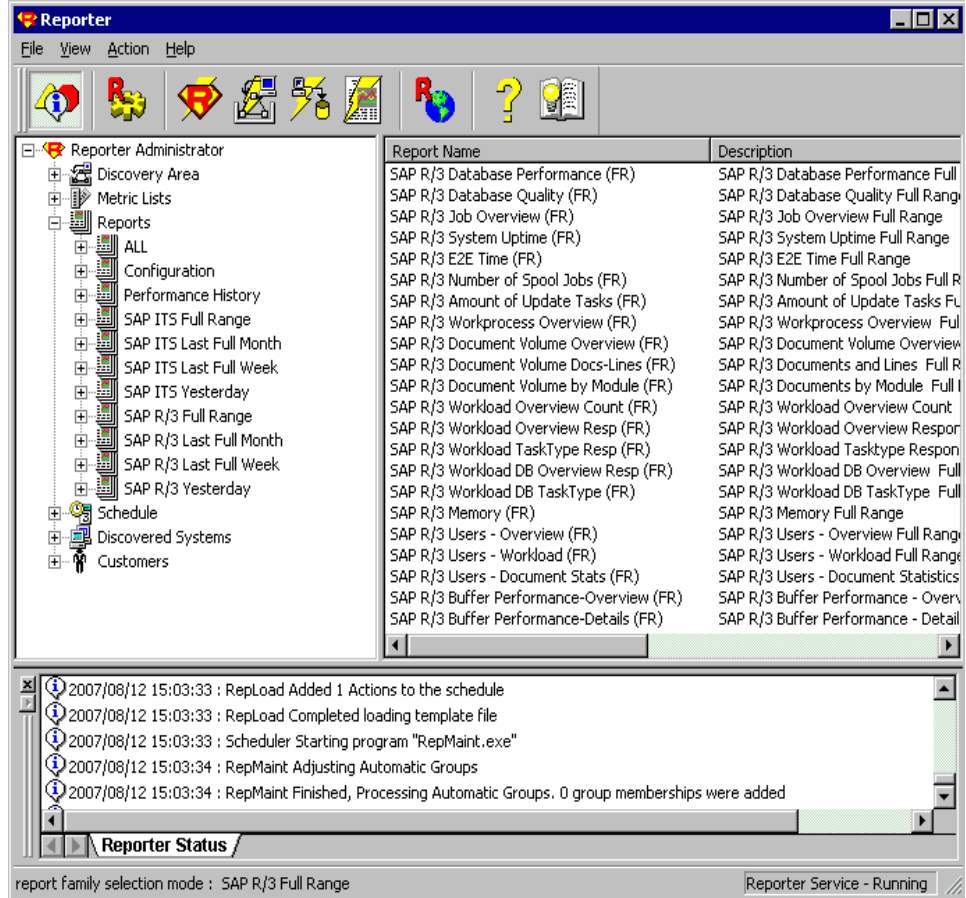 Reporter
File View Action Help
Reporter Administrator
Discovery Area
Metric Lists
Reports
ALL
Configuration
Performance History
SAP ITS Full Range
SAP ITS Last Full Month
SAP ITS Last Full Week
SAP ITS Yesterday
SAP R/3 Full Range
SAP R/3 Last Full Month
SAP R/3 Last Full Week
SAP R/3 Yesterday
Schedule
Discovered Systems
Customers
Report Name Description
SAP R/3 Database Performance (FR) SAP R/3 Database Performance Full
SAP R/3 Database Quality (FR) SAP R/3 Database Quality Full Rang
SAP R/3 Job Overview (FR) SAP R/3 Job Overview Full Range
SAP R/3 System Uptime (FR) SAP R/3 System Uptime Full Range
SAP R/3 E2E Time (FR) SAP R/3 E2E Time Full Range
SAP R/3 Number of Spool Jobs (FR) SAP R/3 Number of Spool Jobs Full R
SAP R/3 Amount of Update Tasks (FR) SAP R/3 Amount of Update Tasks Fu
SAP R/3 Workprocess Overview (FR) SAP R/3 Workprocess Overview Ful
SAP R/3 Document Volume Overview (FR) SAP R/3 Document Volume Overview
SAP R/3 Document Volume Docs-Lines (FR) SAP R/3 Documents and Lines Full R
SAP R/3 Document Volume by Module (FR) SAP R/3 Documents by Module Full
SAP R/3 Workload Overview Count (FR) SAP R/3 Workload Overview Count
SAP R/3 Workload Overview Resp (FR) SAP R/3 Workload Overview Respon
SAP R/3 Workload TaskType Resp (FR) SAP R/3 Workload Tasktype Respon
SAP R/3 Workload DB Overview Resp (FR) SAP R/3 Workload DB Overview Full
SAP R/3 Workload DB TaskType (FR) SAP R/3 Workload DB TaskType Full
SAP R/3 Memory (FR) SAP R/3 Memory Full Range
SAP R/3 Users - Overview (FR) SAP R/3 Users - Overview Full Rang
SAP R/3 Users - Workload (FR) SAP R/3 Users - Workload Full Range
SAP R/3 Users - Document Stats (FR) SAP R/3 Users - Document Statistics
SAP R/3 Buffer Performance-Overview (FR) SAP R/3 Buffer Performance - Overv
SAP R/3 Buffer Performance-Details (FR) SAP R/3 Buffer Performance - Detail
2007/08/12 15:03:33 : RepLoad Added 1 Actions to the schedule
2007/08/12 15:03:33 : RepLoad Completed loading template file
2007/08/12 15:03:33 : Scheduler Starting program "RepMaint.exe"
2007/08/12 15:03:34 : RepMaint Adjusting Automatic Groups
2007/08/12 15:03:34 : RepMaint Finished, Processing Automatic Groups. 0 group memberships were added
Reporter Status
report family selection mode : SAP R/3 Full Range
Reporter Service - Running